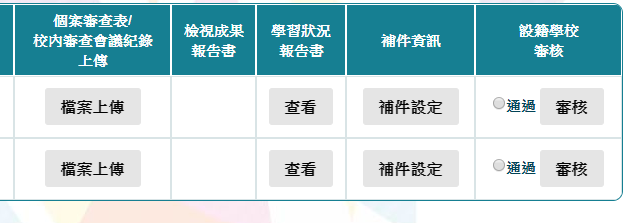 個案審查表/
校內審查會議紀錄
上傳
檢視成果
報告書
學習狀況
報告書
補件資訊
設籍學校
審核
檔案上傳 查看 補件設定 通過 審核
檔案上傳 查看 補件設定 通過 審核